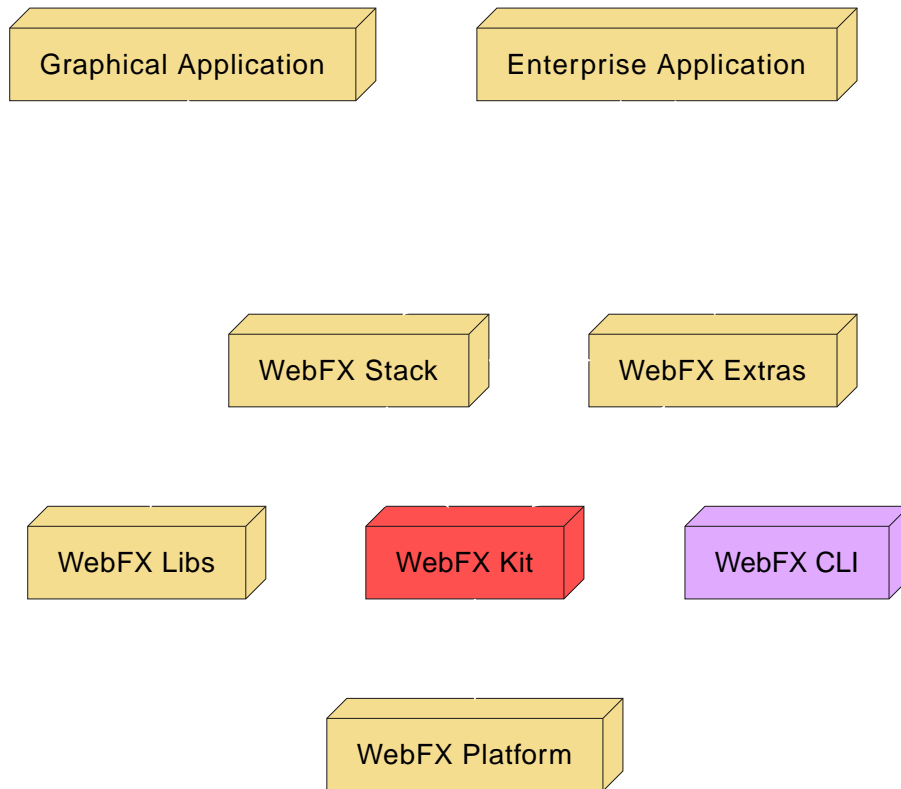 Graphical Application
Enterprise Application
WebFX Stack
WebFX Extras
WebFX Libs
WebFX Kit
WebFX CLI
WebFX Platform